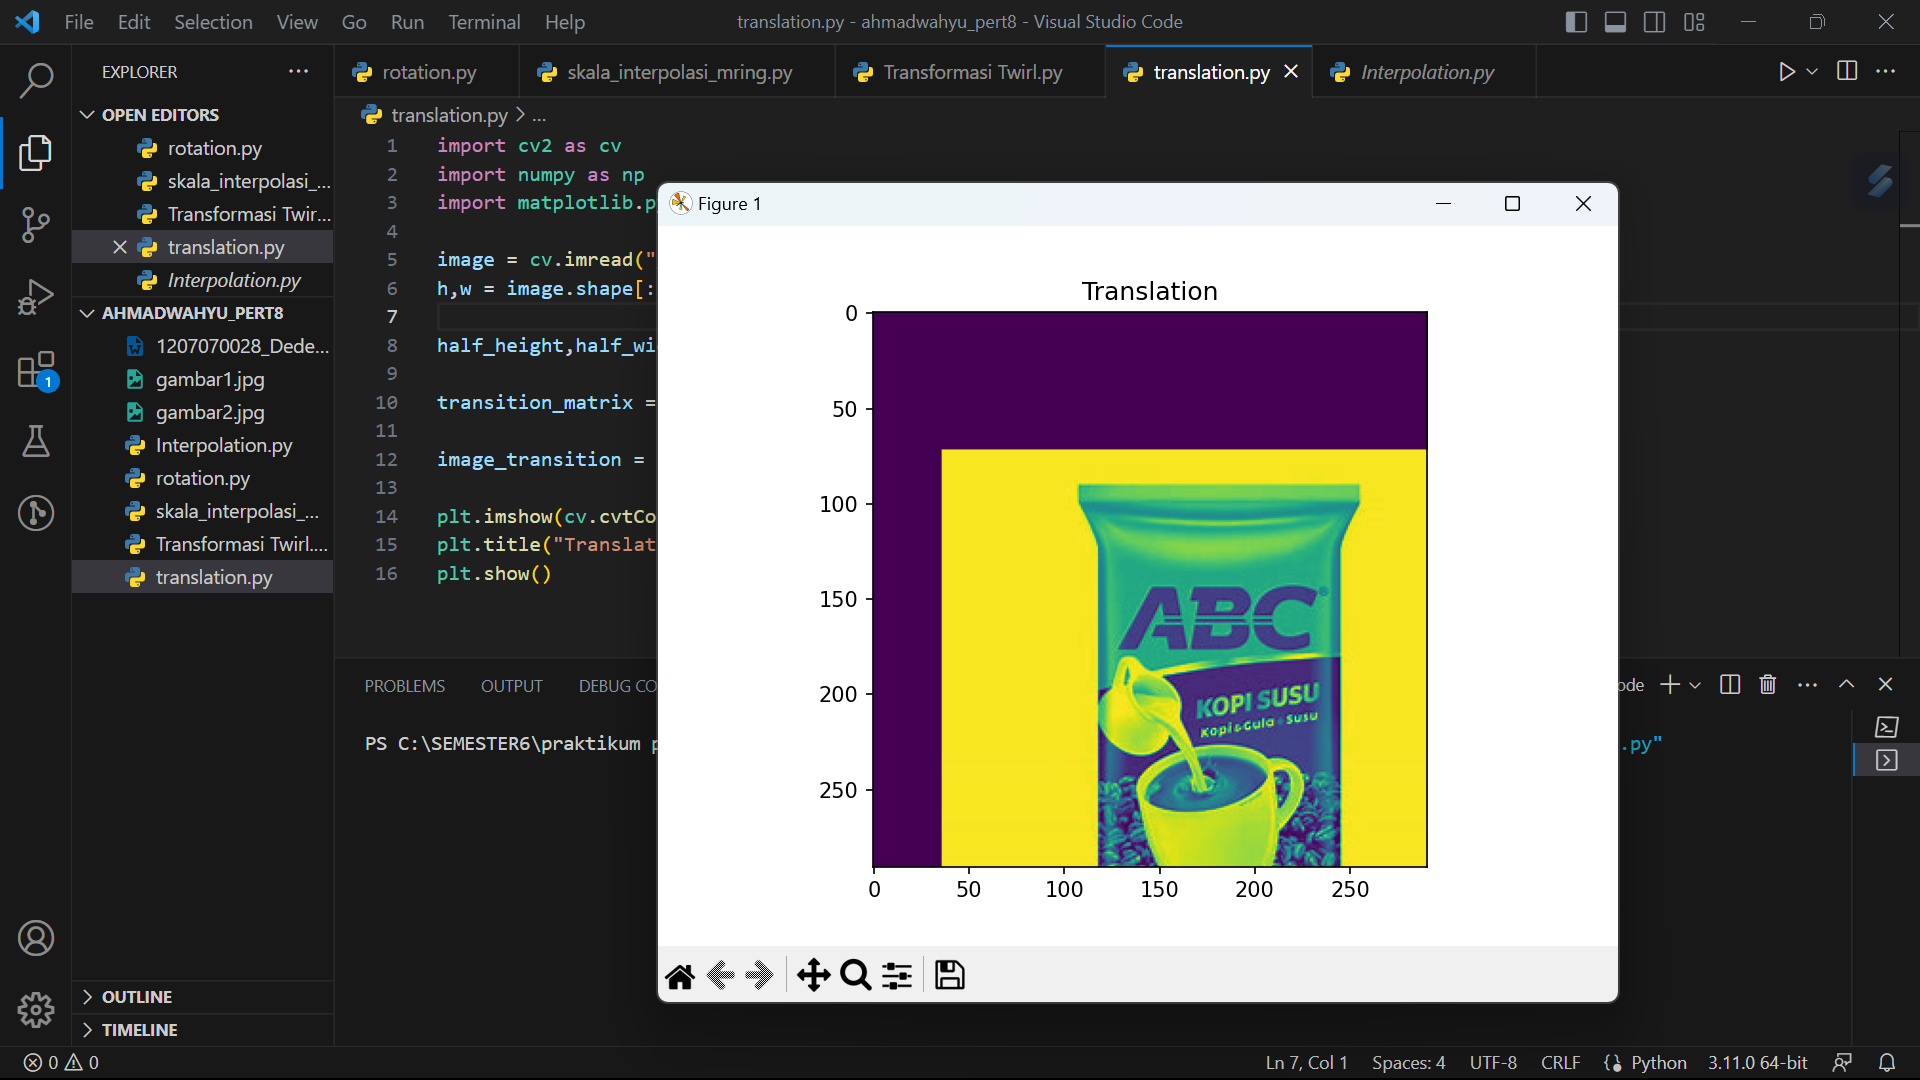 File Edit Selection View Go Run Terminal Help
translation.py - ahmadwahyu_pert8 - Visual Studio Code
EXPLORER
OPEN EDITORS
rotation.py
skala_interpolasi_...
Transformasi Twir...
translation.py
Interpolation.py
AHMADWAHYU_PERT8
1207070028_Dede...
gambar1.jpg
gambar2.jpg
Interpolation.py
rotation.py
skala_interpolasi_...
Transformasi Twirl....
translation.py
OUTLINE
TIMELINE
rotation.py
skala_interpolasi_mring.py
Transformasi Twirl.py
translation.py
Interpolation.py
translation.py > ...
1 import cv2 as cv
2 import numpy as np
3 import matplotlib.p
4
5 image = cv.imread("
6 h,w = image.shape[:
7
8 half_height,half_wi
9
10 transition_matrix =
11
12 image_transition =
13
14 plt.imshow(cv.cvtCo
15 plt.title("Translat
16 plt.show()
Figure 1
Translation
0
50
100
150
200
250
0 50 100 150 200 250
ABC
KOPI SUSU
Kopi & Gula & Susu
PROBLEMS OUTPUT DEBUG CO
ode
PS C:\SEMESTER6\praktikum p
.py"
1
0 0
Ln 7, Col 1 Spaces: 4 UTF-8 CRLF Python 3.11.0 64-bit